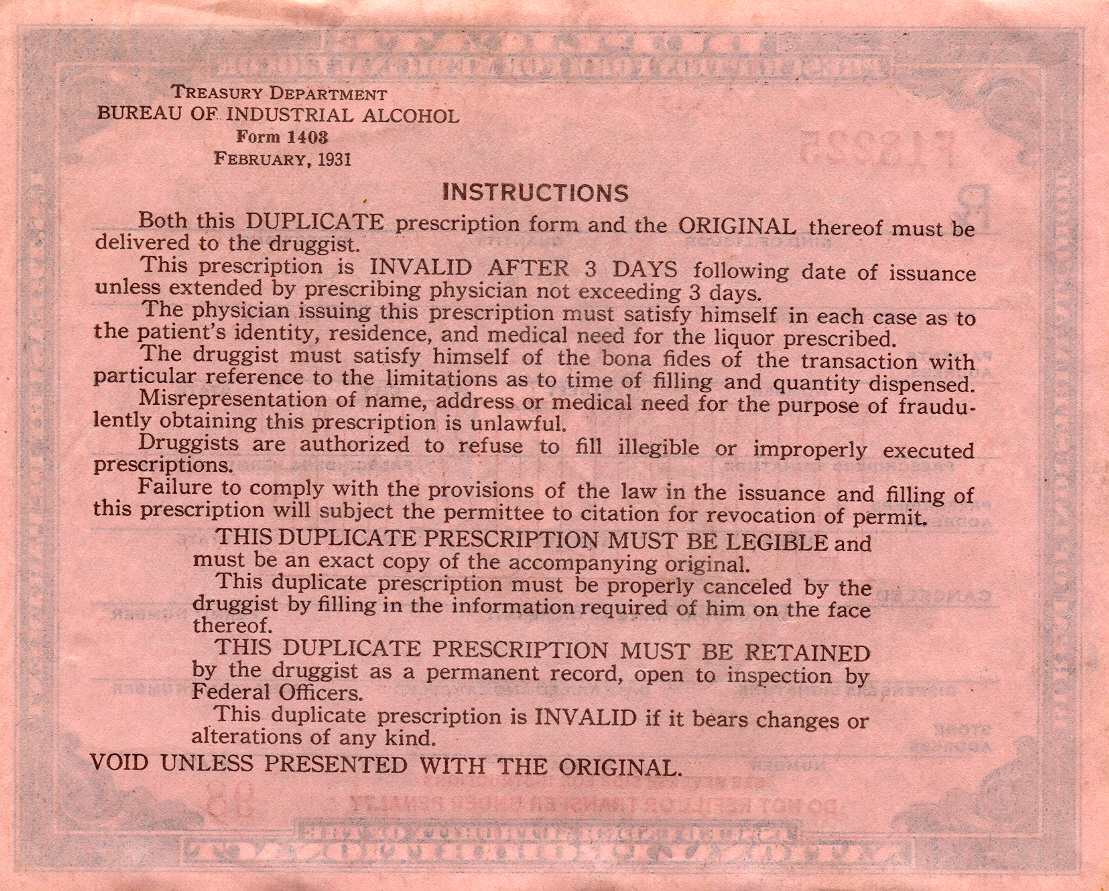 TREASURY DEPARTMENT
BUREAU OF INDUSTRIAL ALCOHOL
Form 1403
FEBRUARY, 1931
INSTRUCTIONS
Both this DUPLICATE prescription form and the ORIGINAL thereof must be
delivered to the druggist.
This prescription is INVALID AFTER 3 DAYS following date of issuance
unless extended by prescribing physician not exceeding 3 days.
The physician issuing this prescription must satisfy himself in each case as to
the patient's identity, residence, and medical need for the liquor prescribed.
The druggist must satisfy himself of the bona fides of the transaction with
particular reference to the limitations as to time of filling and quantity dispensed.
Misrepresentation of name, address or medical need for the purpose of fraudu-
lently obtaining this prescription is unlawful.
Druggists are authorized to refuse to fill illegible or improperly executed
prescriptions.
Failure to comply with the provisions of the law in the issuance and filling of
this prescription will subject the permittee to citation for revocation of permit.
THIS DUPLICATE PRESCRIPTION MUST BE LEGIBLE and
must be an exact copy of the accompanying original.
This duplicate prescription must be properly canceled by the
druggist by filling in the information required of him on the face
thereof.
THIS DUPLICATE PRESCRIPTION MUST BE RETAINED
by the druggist as a permanent record, open to inspection by
Federal Officers.
This duplicate prescription is INVALID if it bears changes or
alterations of any kind.
VOID UNLESS PRESENTED WITH THE ORIGINAL.